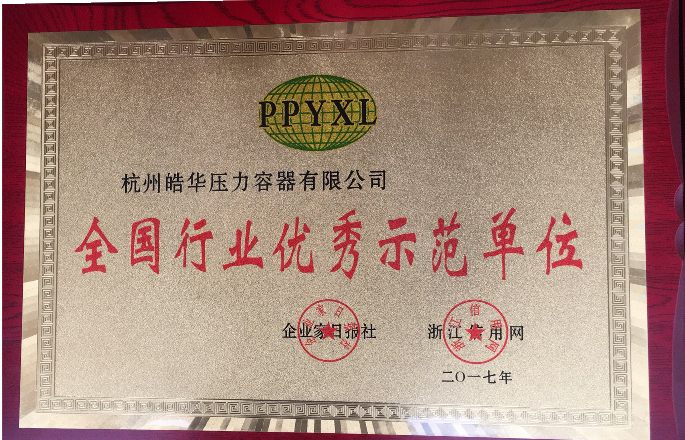 PPYXL
杭州皓华压力容器有限公司
全国行业优秀示范单位
企业家日报社 浙江信用网
二〇一七年